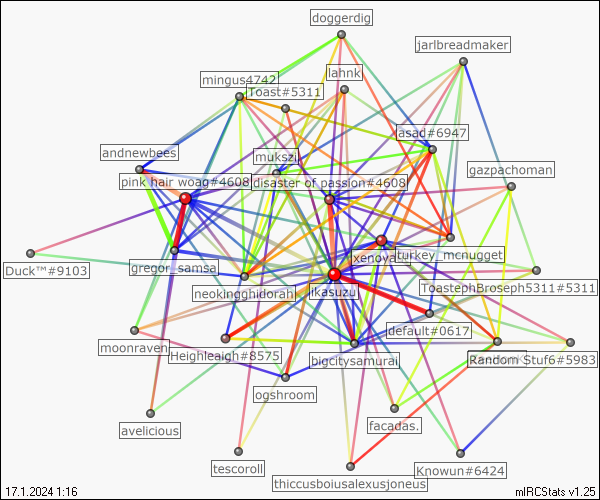 doggerdig
jarlbreadmaker
lahnk
mingus4742
Toast#5311
lasad#6947
andnewbees
mukszi
gazpachoman
pink hair woag#4608
disaster of passion#4608
xenoyal
turkey_mcnugget
Duck™#9103
gregor_samsa
ToastephBroseph5311#5311
neokingghidorah
ikasuzu
default#0617
moonraven
Heighleaigh#8575
bigcitysamurai
Random Stuf6#5983
ogshroom
facadas.
avelicious
tescoroll
Knowun#6424
thiccusboiusalexusjoneus
17.1.2024 1:16
mIRCStats v1.25